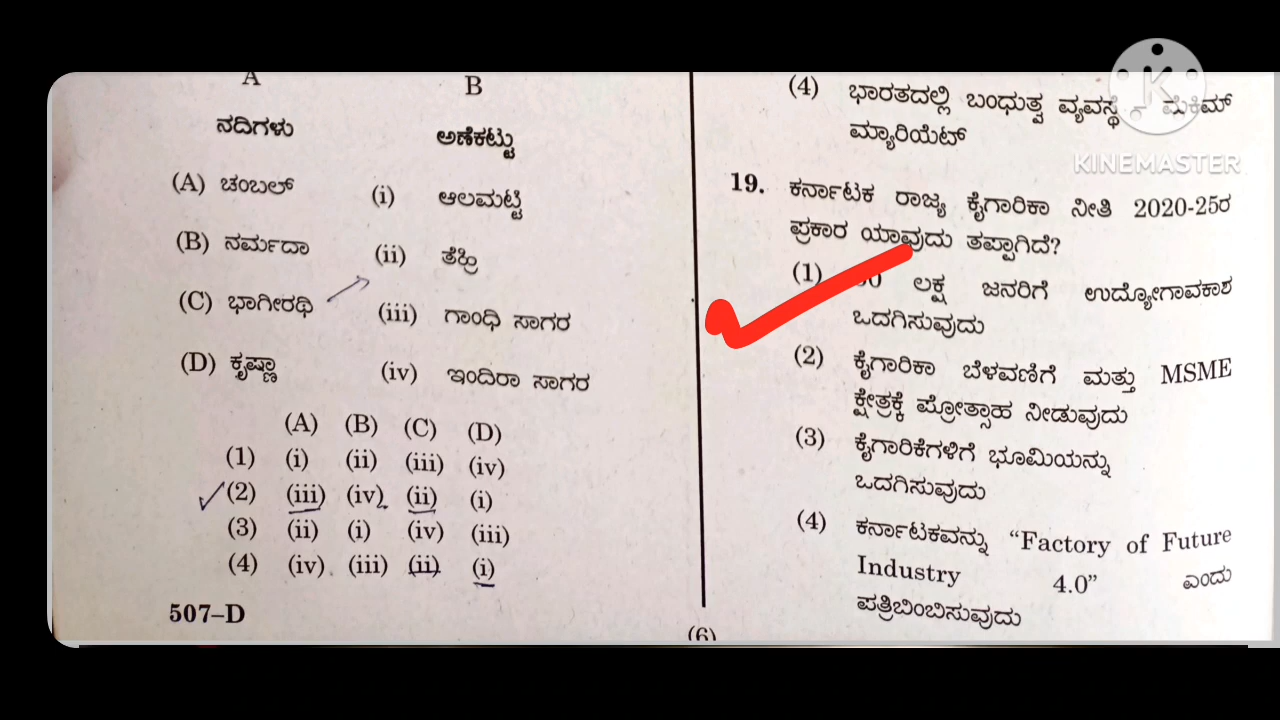 A B
ನದಿಗಳು ಅಣೆಕಟ್ಟು
(A) ಚಂಬಲ್ (i) ಆಲಮಟ್ಟಿ
(B) ನರ್ಮದಾ (ii) ತೆಹ್ರಿ
(C) ಭಾಗೀರಥಿ (iii) ಗಾಂಧಿ ಸಾಗರ
(D) ಕೃಷ್ಣಾ (iv) ಇಂದಿರಾ ಸಾಗರ
(A) (B) (C) (D)
(1) (i) (ii) (iii) (iv)
(2) (iii) (iv) (ii) (i)
(3) (ii) (i) (iv) (iii)
(4) (iv) (iii) (ii) (i)
507–D
(4) ಭಾರತದಲ್ಲಿ ಬಂಧುತ್ವ ವ್ಯವಸ್ಥೆ – ಮೆಕಿಮ್
ಮ್ಯಾರಿಯೆಟ್
19. ಕರ್ನಾಟಕ ರಾಜ್ಯ ಕೈಗಾರಿಕಾ ನೀತಿ 2020-25ರ
ಪ್ರಕಾರ ಯಾವುದು ತಪ್ಪಾಗಿದೆ?
(1) ಲಕ್ಷ ಜನರಿಗೆ ಉದ್ಯೋಗಾವಕಾಶ
ಒದಗಿಸುವುದು
(2) ಕೈಗಾರಿಕಾ ಬೆಳವಣಿಗೆ ಮತ್ತು MSME
ಕ್ಷೇತ್ರಕ್ಕೆ ಪ್ರೋತ್ಸಾಹ ನೀಡುವುದು
(3) ಕೈಗಾರಿಕೆಗಳಿಗೆ ಭೂಮಿಯನ್ನು
ಒದಗಿಸುವುದು
(4) ಕರ್ನಾಟಕವನ್ನು “Factory of Future
Industry 4.0” ಎಂದು
ಪ್ರತಿಬಿಂಬಿಸುವುದು
(6)
K
KINEMASTER